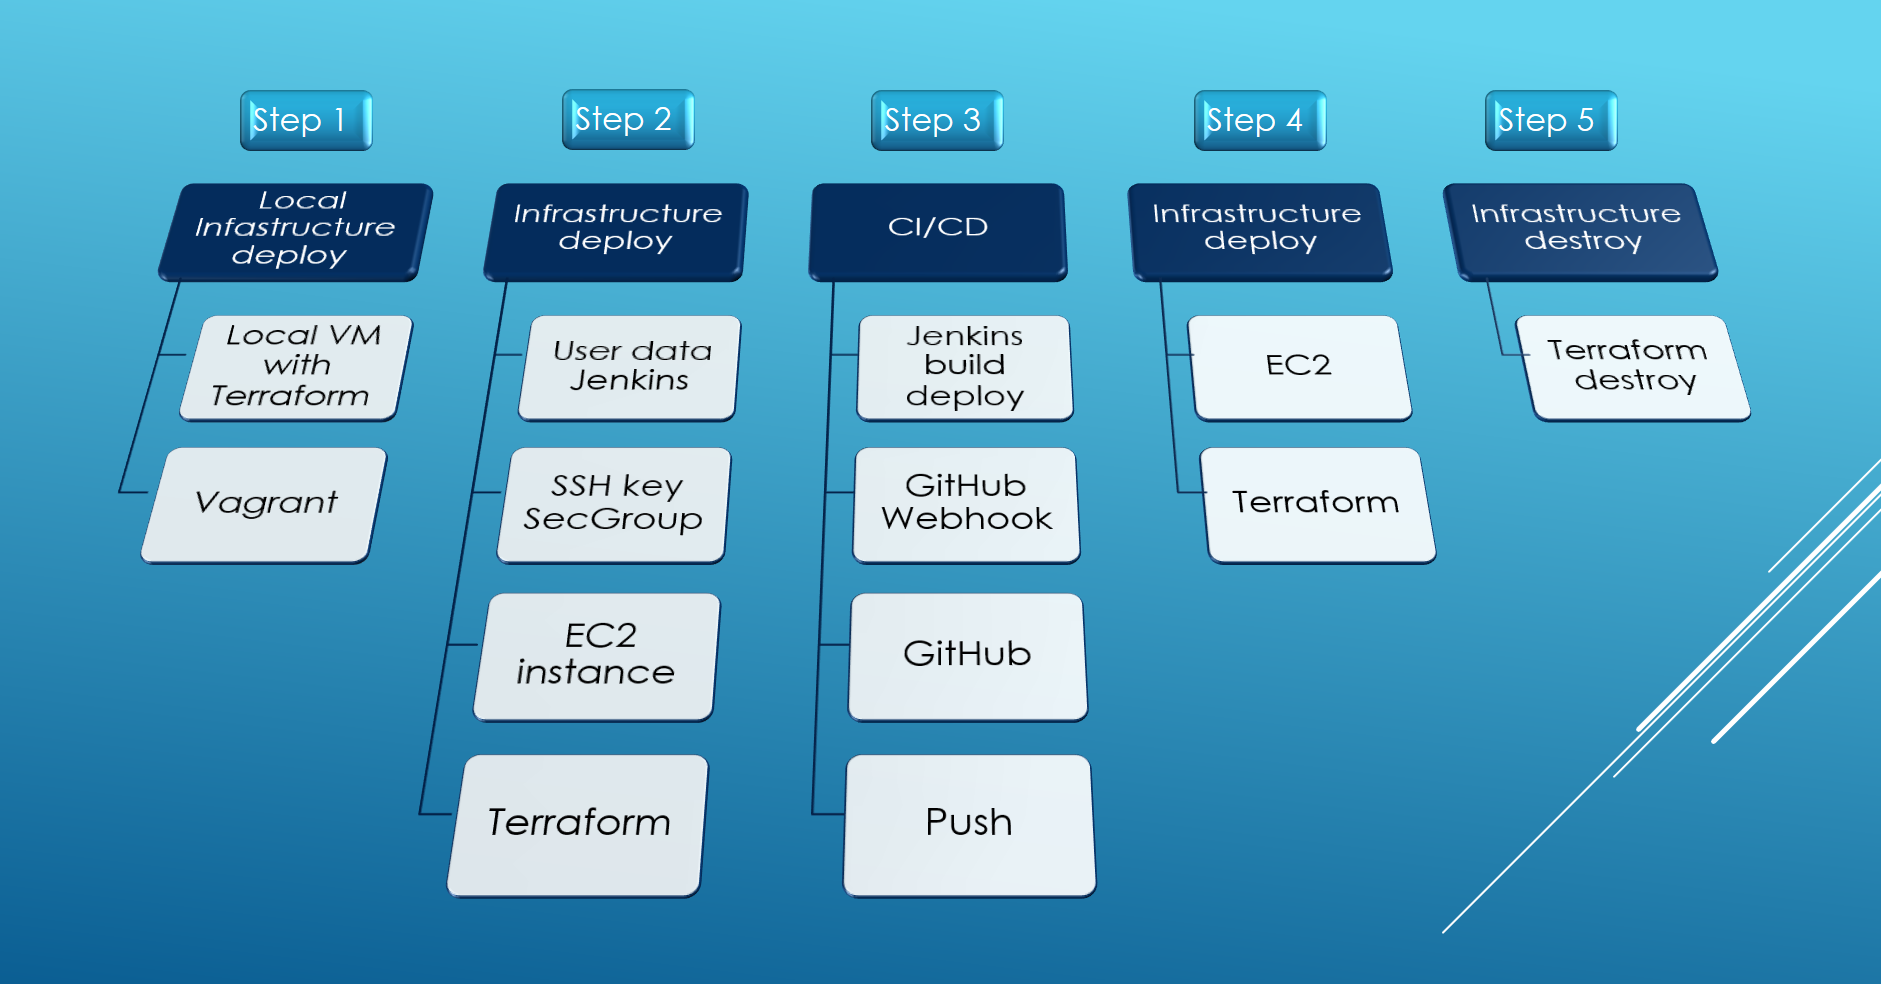 Step 1
Local
Infastructure
deploy
Local VM
with
Terraform
Vagrant
Step 2
Infrastructure
deploy
User data
Jenkins
SSH key
SecGroup
EC2
instance
Terraform
Step 3
CI/CD
Jenkins
build
deploy
GitHub
Webhook
GitHub
Push
Step 4
Infrastructure
deploy
EC2
Terraform
Step 5
Infrastructure
destroy
Terraform
destroy